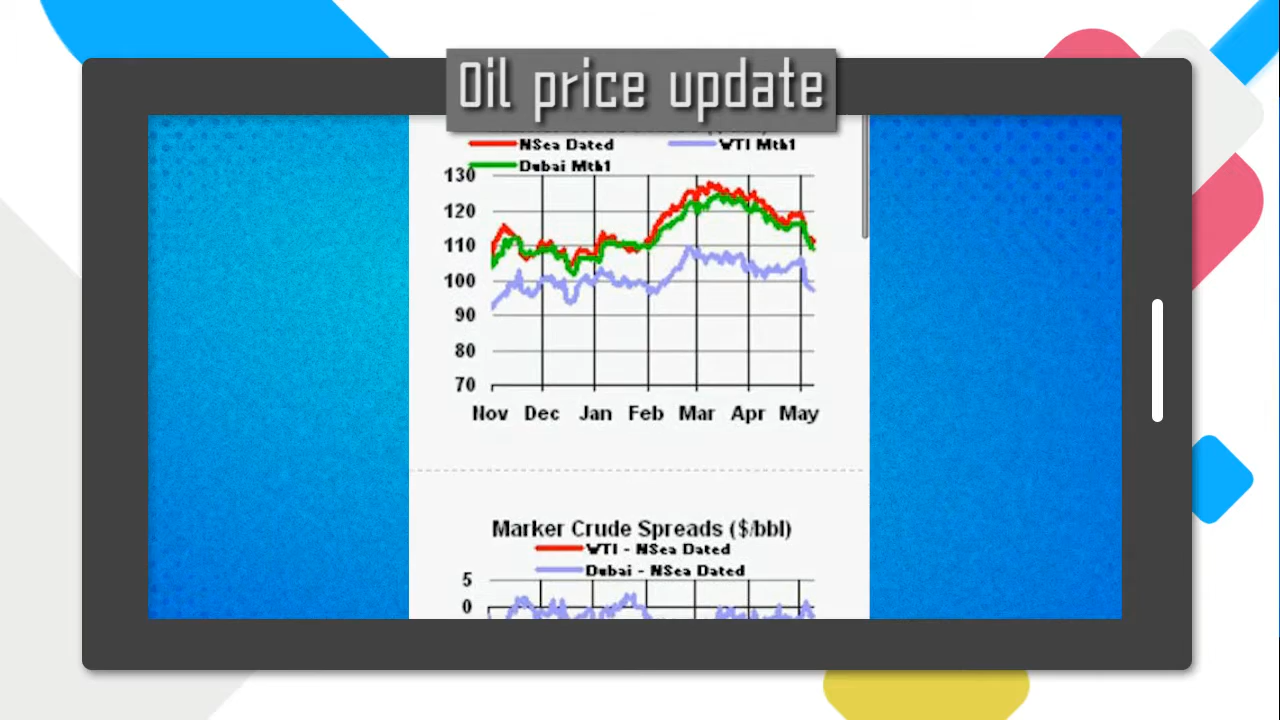 Oil price update
NSea Dated WTI Mth1
Dubai Mth1
130
120
110
100
90
80
70
Nov Dec Jan Feb Mar Apr May
Marker Crude Spreads ($/bbl)
WTI - NSea Dated
Dubai - NSea Dated
5
0